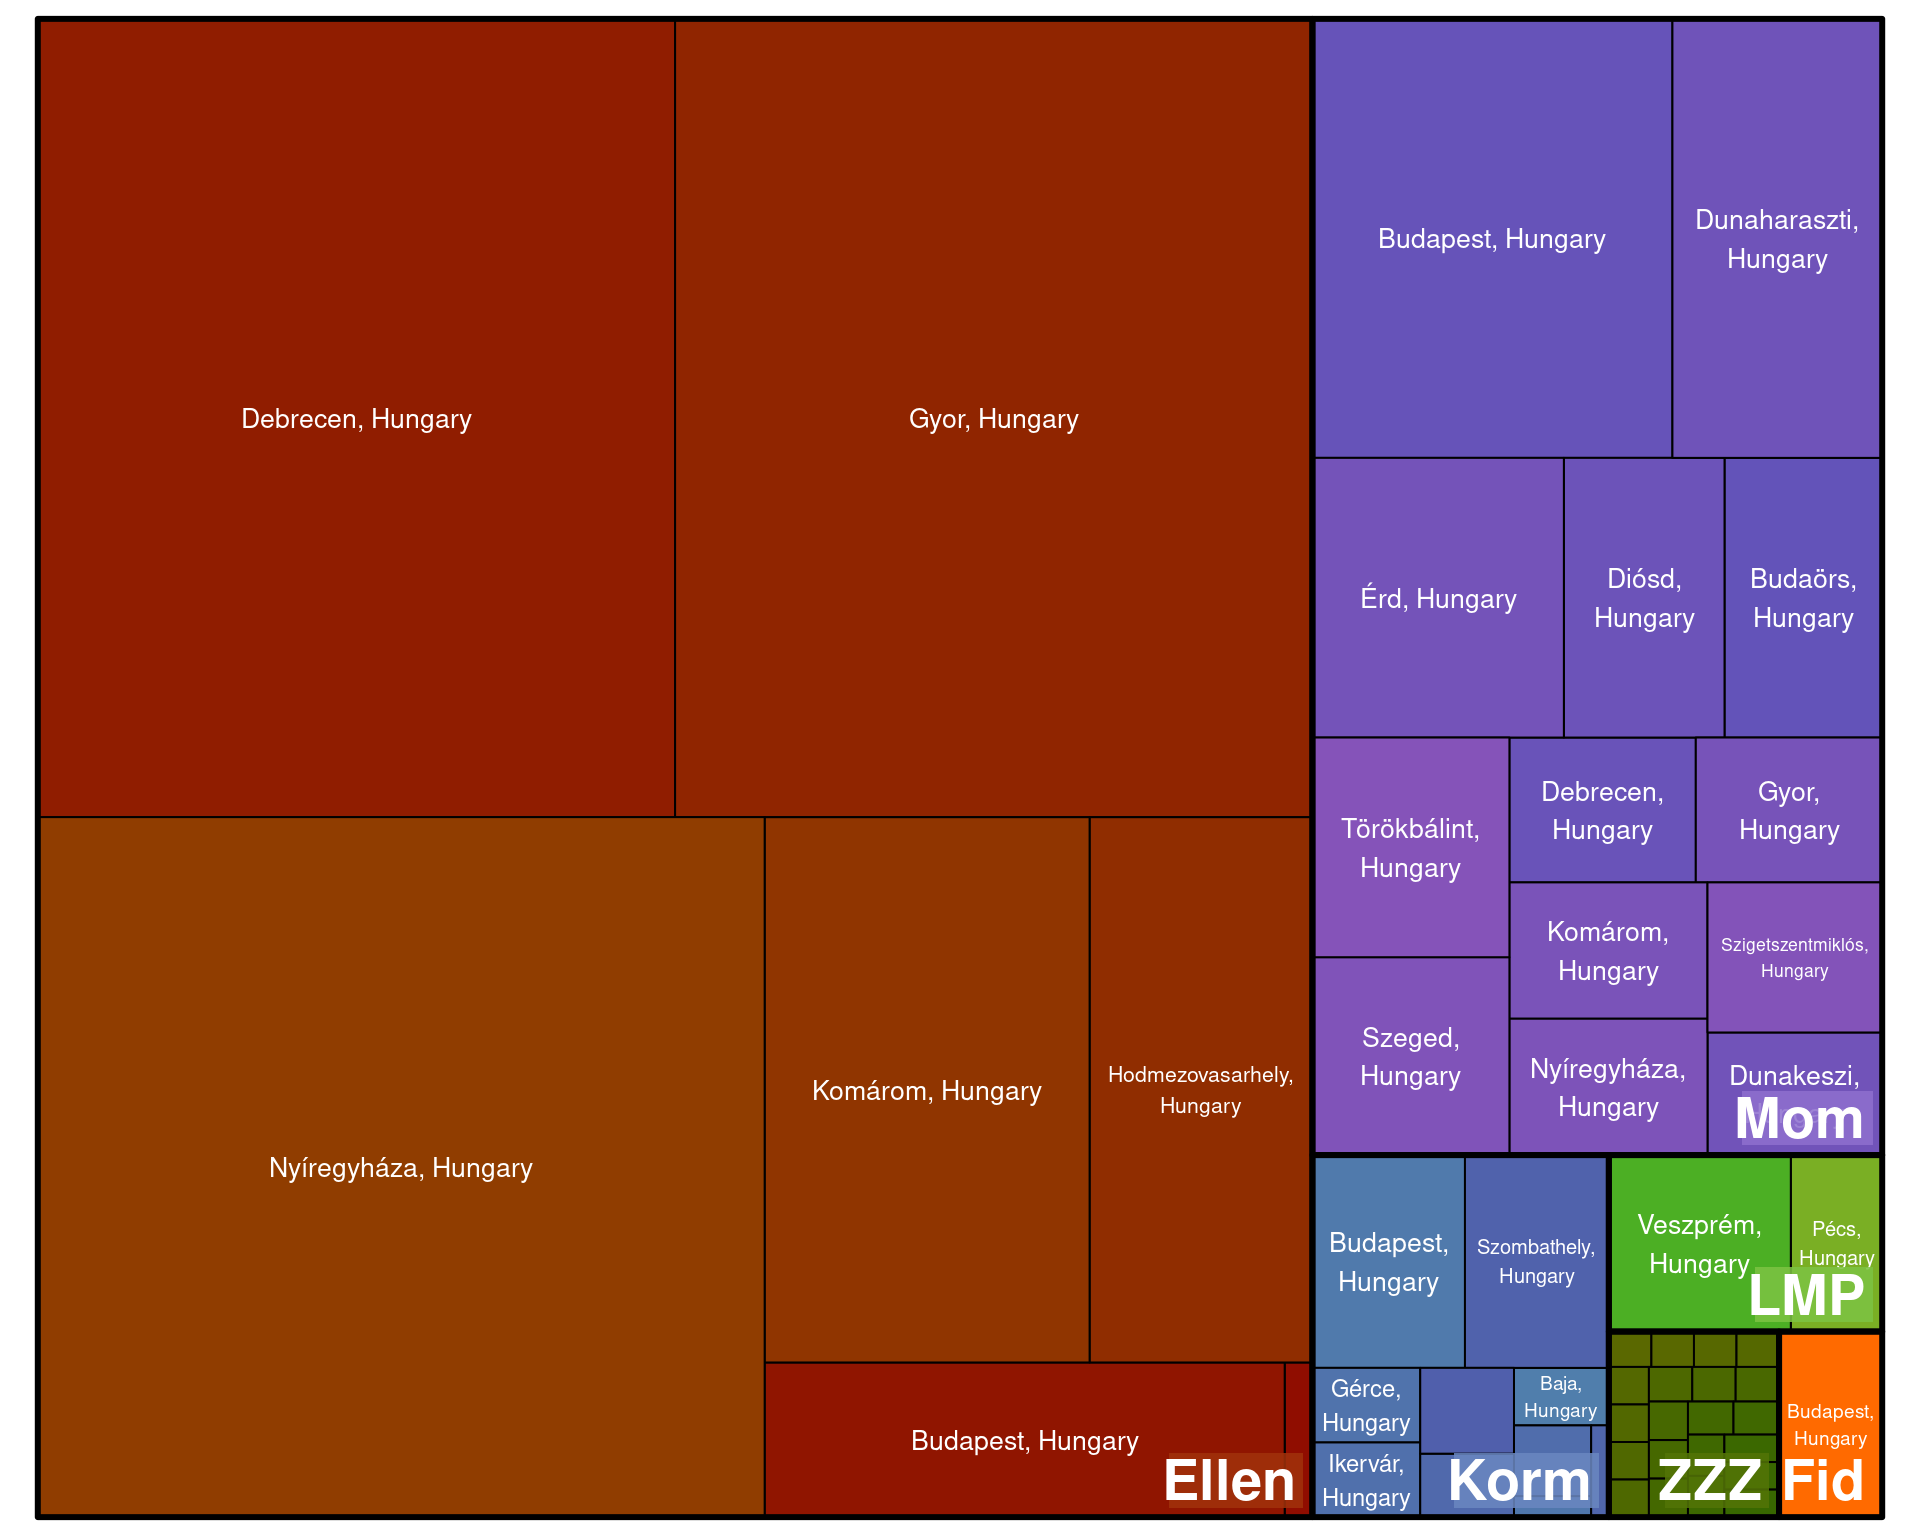 Debrecen, Hungary
Gyor, Hungary
Nyíregyháza, Hungary
Komárom, Hungary
Hodmezovasarhely,
Hungary
Budapest, Hungary
Ellen
Budapest, Hungary
Dunaharaszti,
Hungary
Érd, Hungary
Diósd,
Hungary
Budaörs,
Hungary
Törökbálint,
Hungary
Debrecen,
Hungary
Gyor,
Hungary
Komárom,
Hungary
Szigetszentmiklós,
Hungary
Szeged,
Hungary
Nyíregyháza,
Hungary
Dunakeszi,
Mom
Budapest,
Hungary
Szombathely,
Hungary
Gérce,
Hungary
Baja,
Hungary
Ikervár,
Hungary
Korm
Veszprém,
Hungary
Pécs,
Hungary
LMP
ZZZ
Budapest,
Hungary
Fid